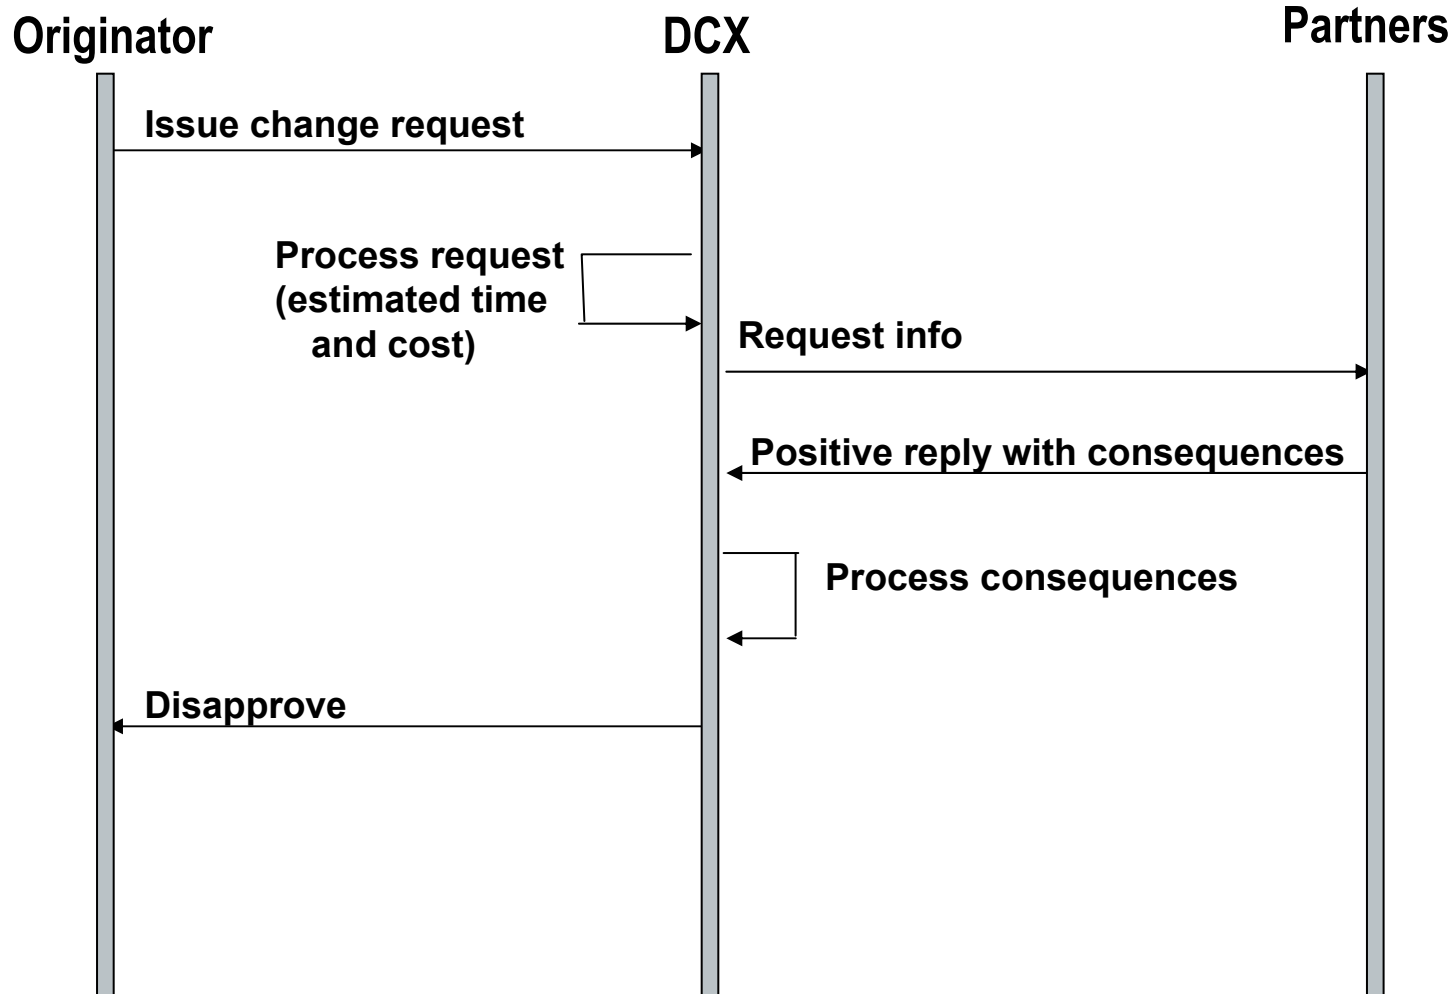 Originator
DCX
Partners
Issue change request
Process request
(estimated time
and cost)
Request info
Positive reply with consequences
Process consequences
Disapprove